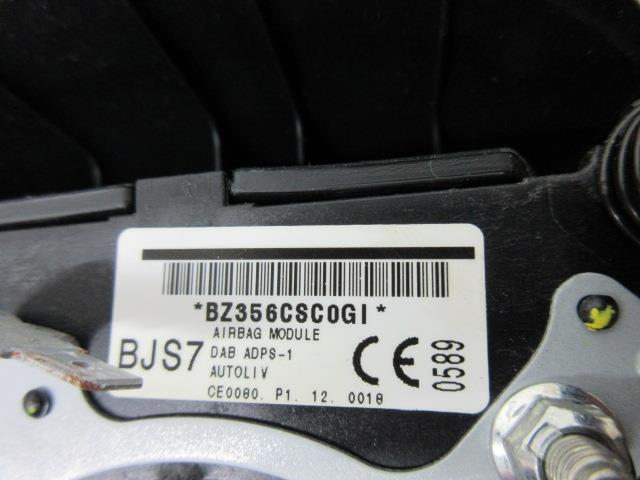 *BZ356CSC0GI*
AIRBAG MODULE
BJS7
DAB ADPS-1
AUTOLIV
CE
0589
CE0080. P1. 12. 0018